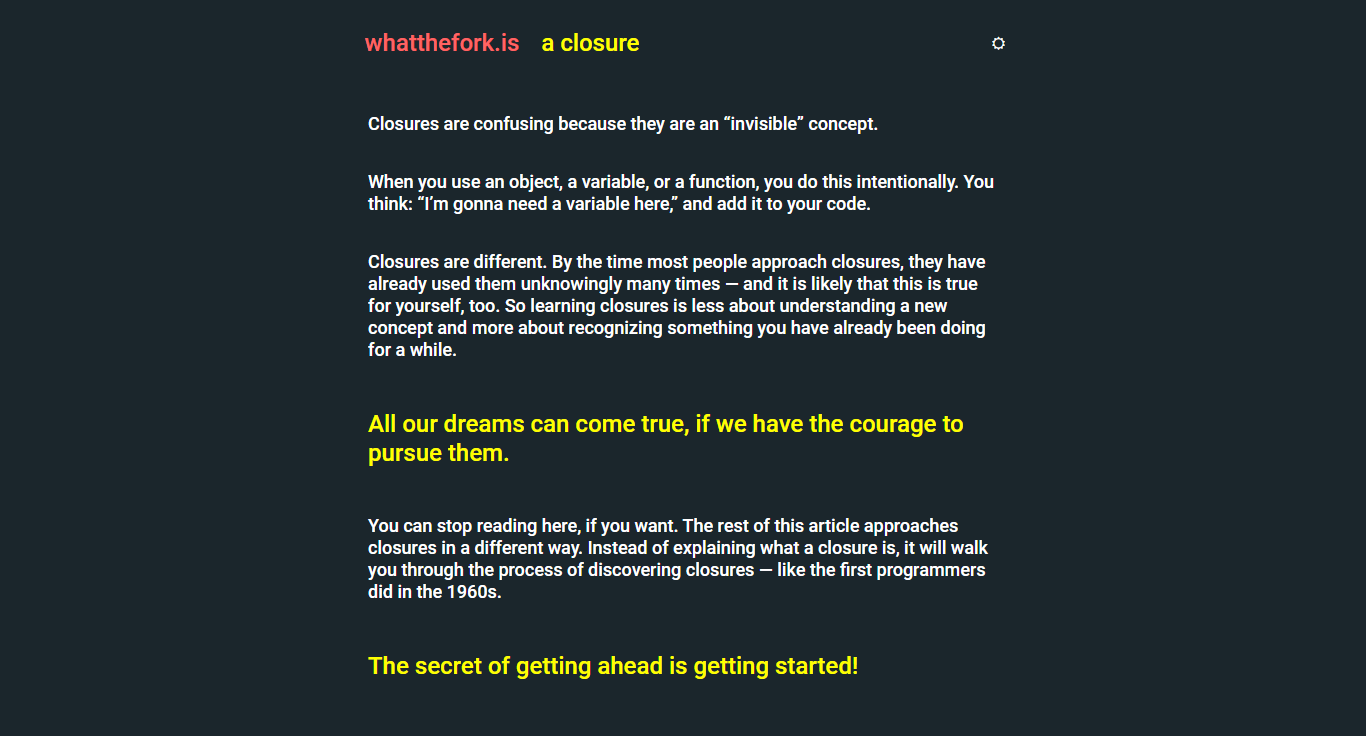 whatthefork.is a closure
Closures are confusing because they are an “invisible” concept.
When you use an object, a variable, or a function, you do this intentionally. You
think: “I’m gonna need a variable here,” and add it to your code.
Closures are different. By the time most people approach closures, they have
already used them unknowingly many times — and it is likely that this is true
for yourself, too. So learning closures is less about understanding a new
concept and more about recognizing something you have already been doing
for a while.
All our dreams can come true, if we have the courage to
pursue them.
You can stop reading here, if you want. The rest of this article approaches
closures in a different way. Instead of explaining what a closure is, it will walk
you through the process of discovering closures — like the first programmers
did in the 1960s.
The secret of getting ahead is getting started!